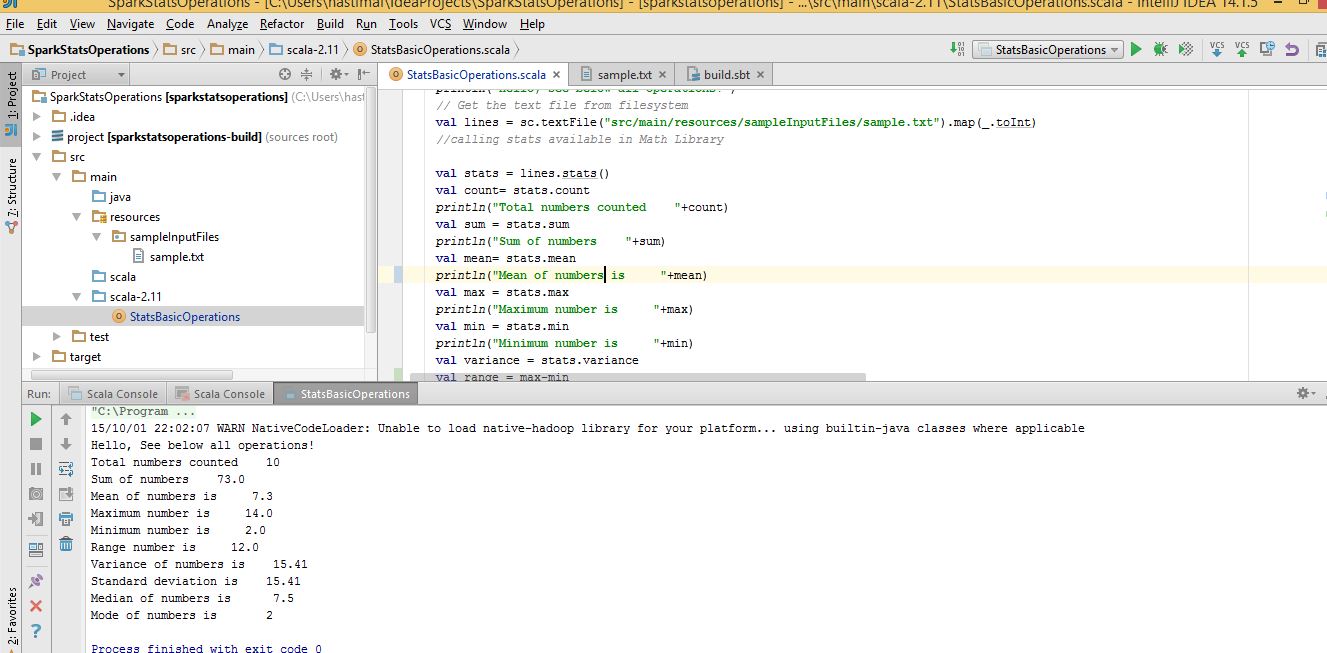 SparkStatsOperations - [C:\Users\hastimal\IdeaProjects\SparkStatsOperations] - [sparkstatsoperations] - ...\src\main\scala-2.11\StatsBasicOperations.scala - IntelliJ IDEA 14.1.5
File Edit View Navigate Code Analyze Refactor Build Run Tools VCS Window Help
SparkStatsOperations src main scala-2.11 StatsBasicOperations.scala StatsBasicOperations VCS VCS
1: Project
7: Structure
2: Favorites
Project
SparkStatsOperations [sparkstatsoperations] (C:\Users\hast
.idea
project [sparkstatsoperations-build] (sources root)
src
main
java
resources
sampleInputFiles
sample.txt
scala
scala-2.11
StatsBasicOperations
test
target
StatsBasicOperations.scala sample.txt build.sbt
println("Hello, See below all operations!")
// Get the text file from filesystem
val lines = sc.textFile("src/main/resources/sampleInputFiles/sample.txt").map(_.toInt)
//calling stats available in Math Library
val stats = lines.stats()
val count= stats.count
println("Total numbers counted    "+count)
val sum = stats.sum
println("Sum of numbers    "+sum)
val mean= stats.mean
println("Mean of numbers is     "+mean)
val max = stats.max
println("Maximum number is     "+max)
val min = stats.min
println("Minimum number is     "+min)
val variance = stats.variance
val range = max-min
Run: Scala Console Scala Console StatsBasicOperations
"C:\Program ...
15/10/01 22:02:07 WARN NativeCodeLoader: Unable to load native-hadoop library for your platform... using builtin-java classes where applicable
Hello, See below all operations!
Total numbers counted    10
Sum of numbers    73.0
Mean of numbers is     7.3
Maximum number is     14.0
Minimum number is     2.0
Range number is     12.0
Variance of numbers is    15.41
Standard deviation is    15.41
Median of numbers is      7.5
Mode of numbers is       2
Process finished with exit code 0